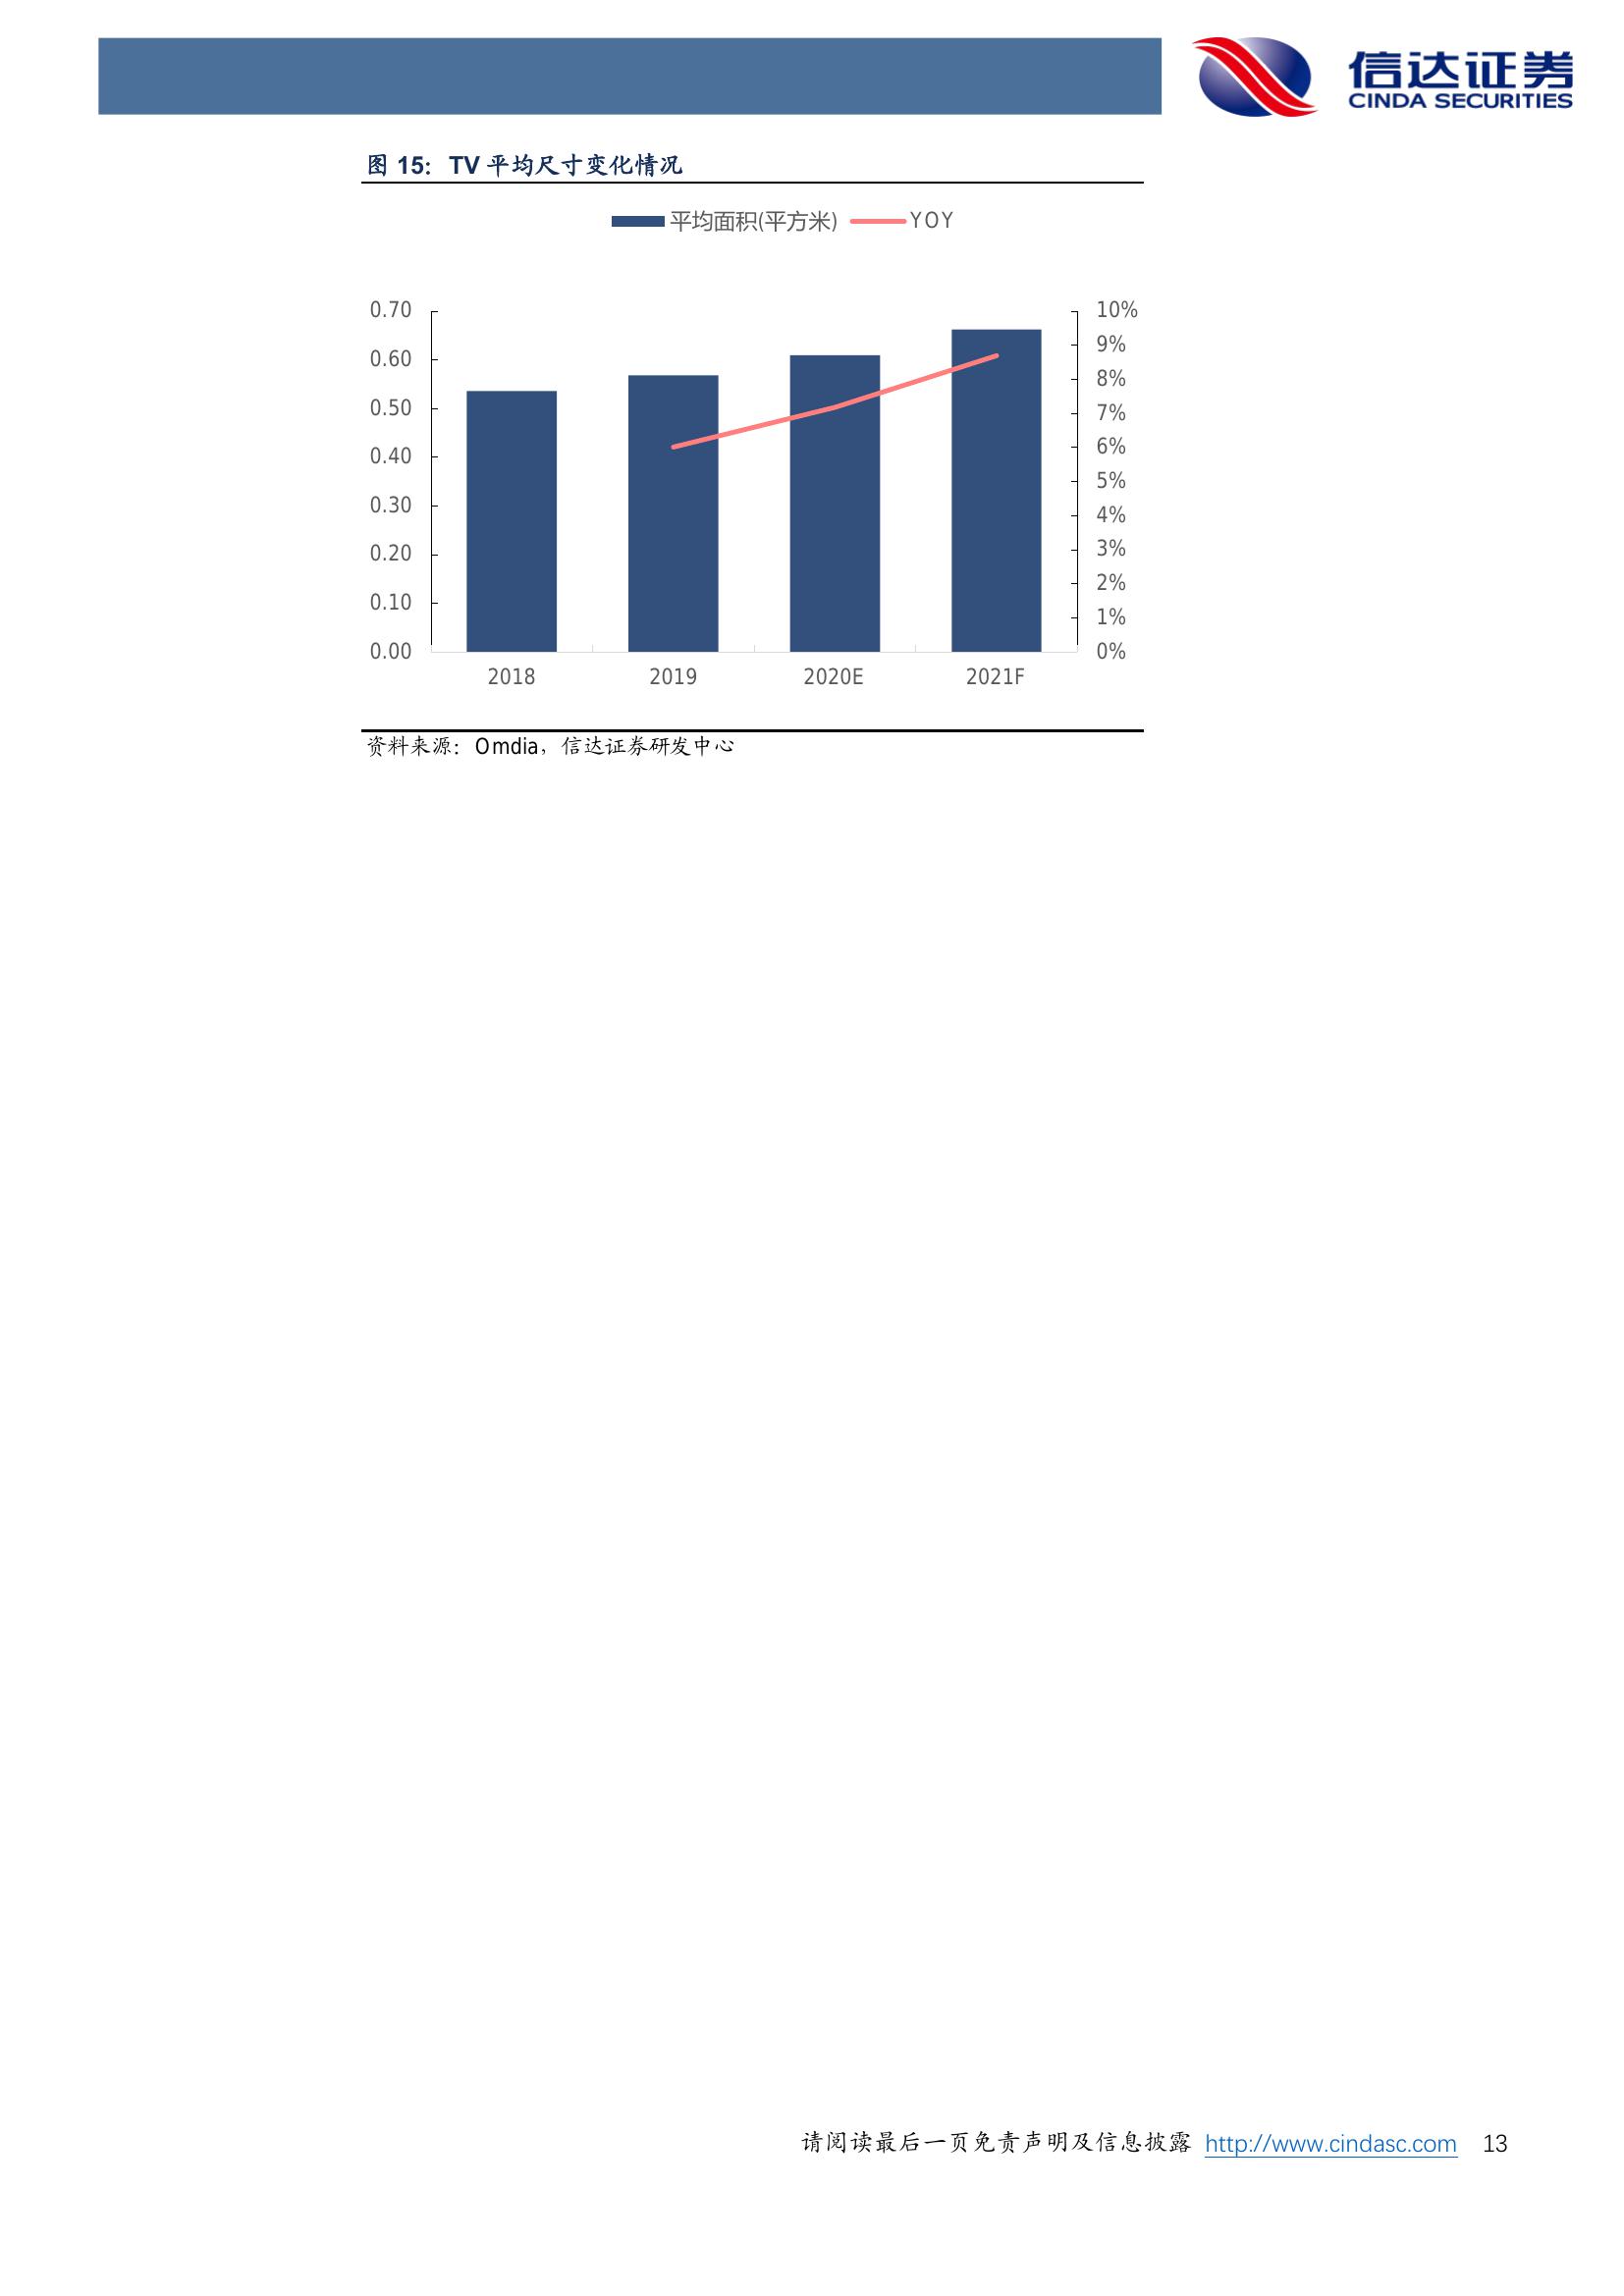 信达证券
CINDA SECURITIES
图 15：TV 平均尺寸变化情况
平均面积(平方米) YOY
0.70 10%
9%
0.60
8%
0.50 7%
0.40 6%
5%
0.30 4%
0.20 3%
2%
0.10 1%
0.00 0%
2018 2019 2020E 2021F
资料来源：Omdia，信达证券研发中心
请阅读最后一页免责声明及信息披露 http://www.cindasc.com 13